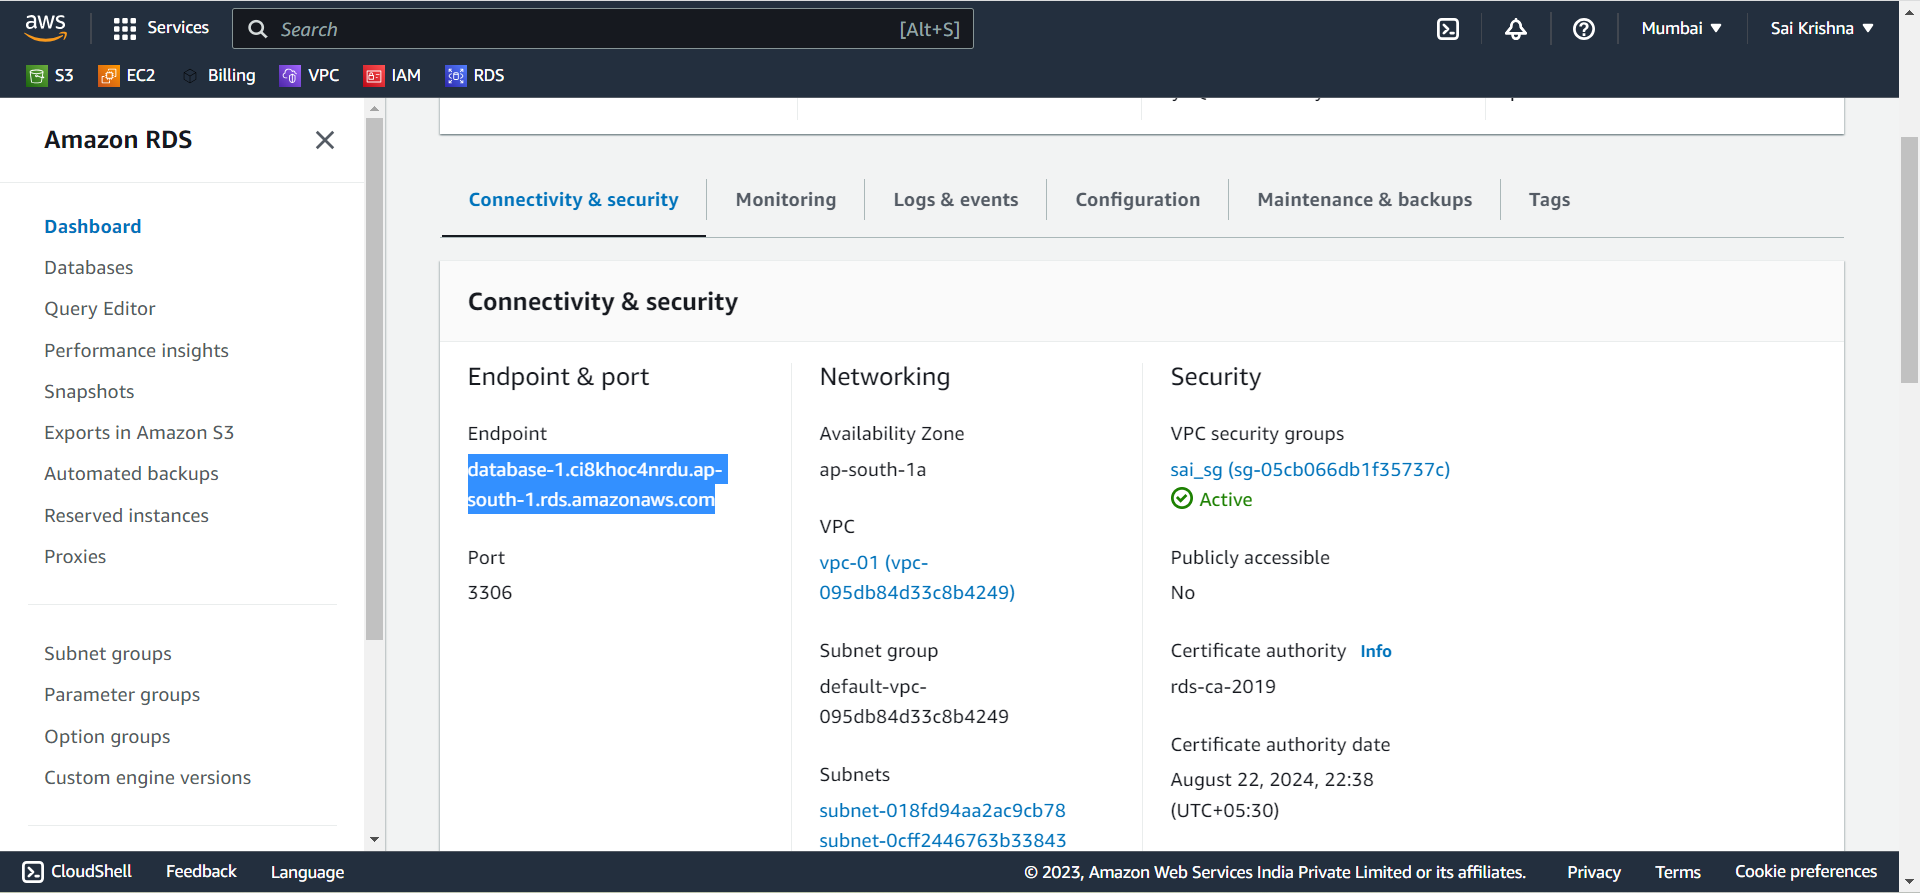 aws
Services
Search
[Alt+S]
Mumbai
Sai Krishna
S3
EC2
Billing
VPC
IAM
RDS
Amazon RDS
Dashboard
Databases
Query Editor
Performance insights
Snapshots
Exports in Amazon S3
Automated backups
Reserved instances
Proxies
Subnet groups
Parameter groups
Option groups
Custom engine versions
Connectivity & security
Monitoring
Logs & events
Configuration
Maintenance & backups
Tags
Connectivity & security
Endpoint & port
Endpoint
database-1.ci8khoc4nrdu.ap-
south-1.rds.amazonaws.com
Port
3306
Networking
Availability Zone
ap-south-1a
VPC
vpc-01 (vpc-
095db84d33c8b4249)
Subnet group
default-vpc-
095db84d33c8b4249
Subnets
subnet-018fd94aa2ac9cb78
subnet-0cff2446763b33843
Security
VPC security groups
sai_sg (sg-05cb066db1f35737c)
Active
Publicly accessible
No
Certificate authority Info
rds-ca-2019
Certificate authority date
August 22, 2024, 22:38
(UTC+05:30)
CloudShell
Feedback
Language
© 2023, Amazon Web Services India Private Limited or its affiliates.
Privacy
Terms
Cookie preferences